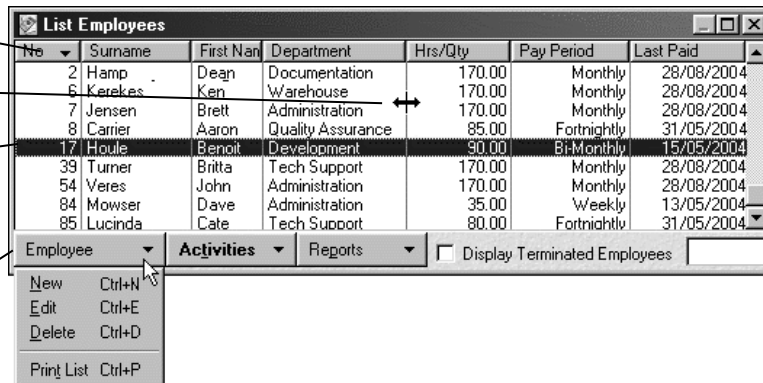 List Employees
No Surname First Nan Department Hrs/Qty Pay Period Last Paid
2 Hamp Dean Documentation 170.00 Monthly 28/08/2004
6 Kerekes Ken Warehouse 170.00 Monthly 28/08/2004
7 Jensen Brett Administration 170.00 Monthly 28/08/2004
8 Carrier Aaron Quality Assurance 85.00 Fortnightly 31/05/2004
17 Houle Benoit Development 90.00 Bi-Monthly 15/05/2004
39 Turner Britta Tech Support 170.00 Monthly 28/08/2004
54 Veres John Administration 170.00 Monthly 28/08/2004
84 Mowser Dave Administration 35.00 Weekly 13/05/2004
85 Lucinda Cate Tech Support 80.00 Fortnightly 31/05/2004
Employee Activities Reports Display Terminated Employees
New Ctrl+N
Edit Ctrl+E
Delete Ctrl+D
Print List Ctrl+P